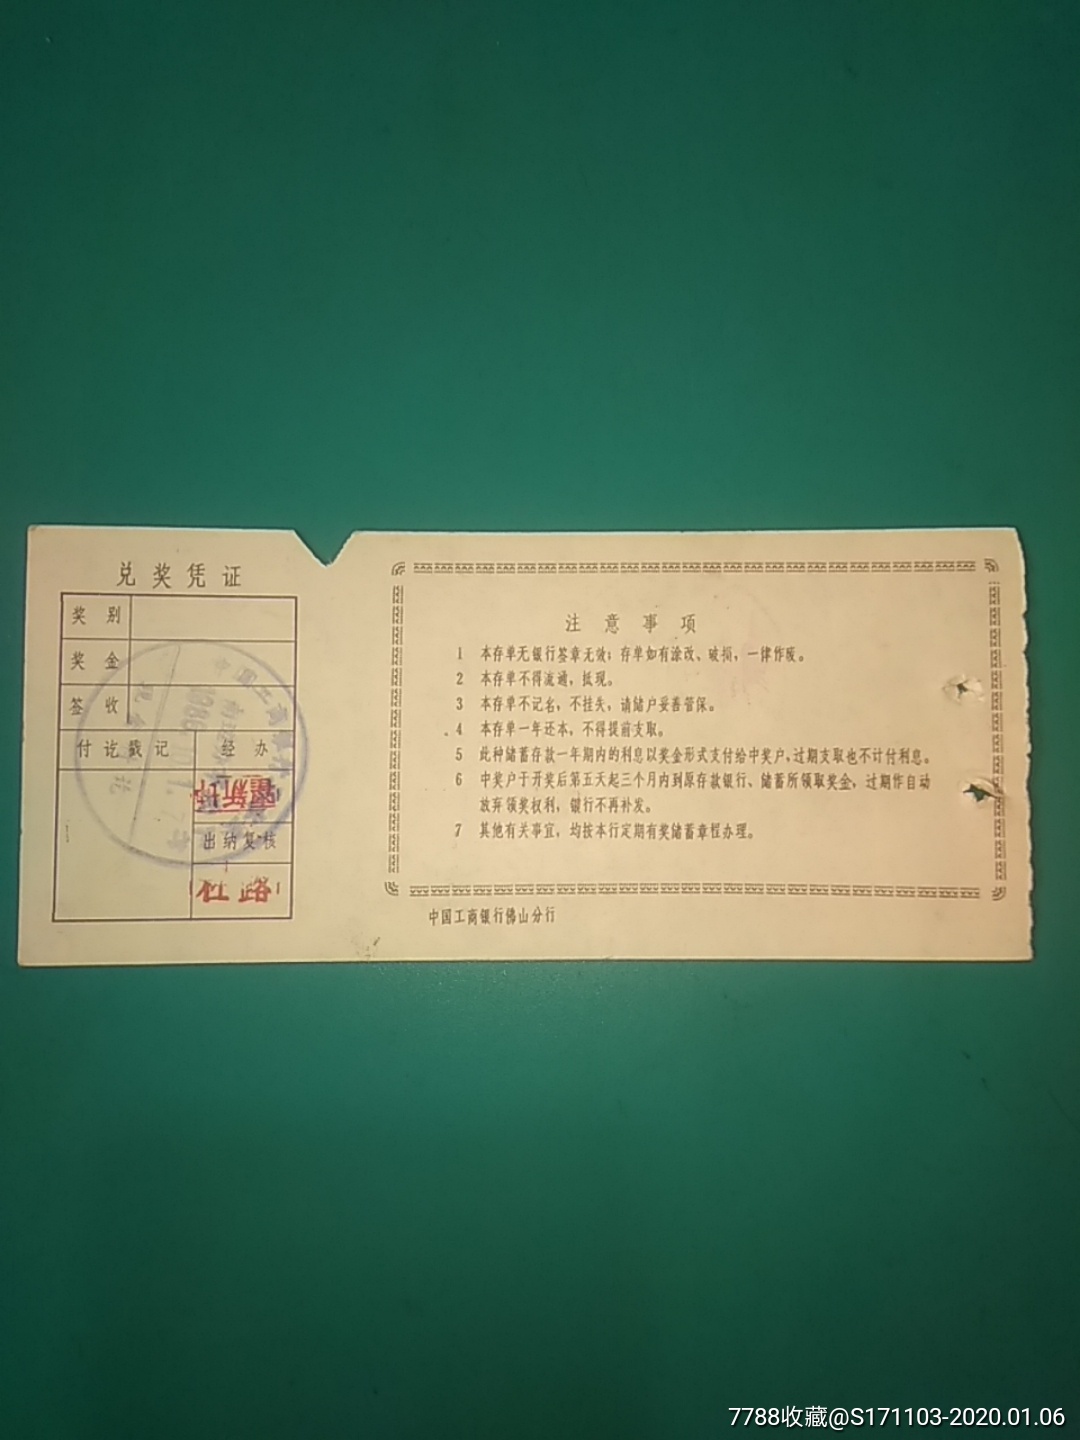 兑奖凭证
奖别
奖金
签收
付讫戳记 经办
出纳复核
注意事项
1 本存单无银行签章无效;存单如有涂改、破损,一律作废。
2 本存单不得流通,抵现。
3 本存单不记名,不挂失,请储户妥善管保。
4 本存单一年还本,不得提前支取。
5 此种储蓄存款一年期内的利息以奖金形式支付给中奖户,过期支取也不计付利息。
6 中奖户于开奖后第五天起三个月内到原存款银行、储蓄所领取奖金,过期作自动
放弃领奖权利,银行不再补发。
7 其他有关事宜,均按本行定期有奖储蓄章程办理。
中国工商银行佛山分行
7788收藏@S171103-2020.01.06